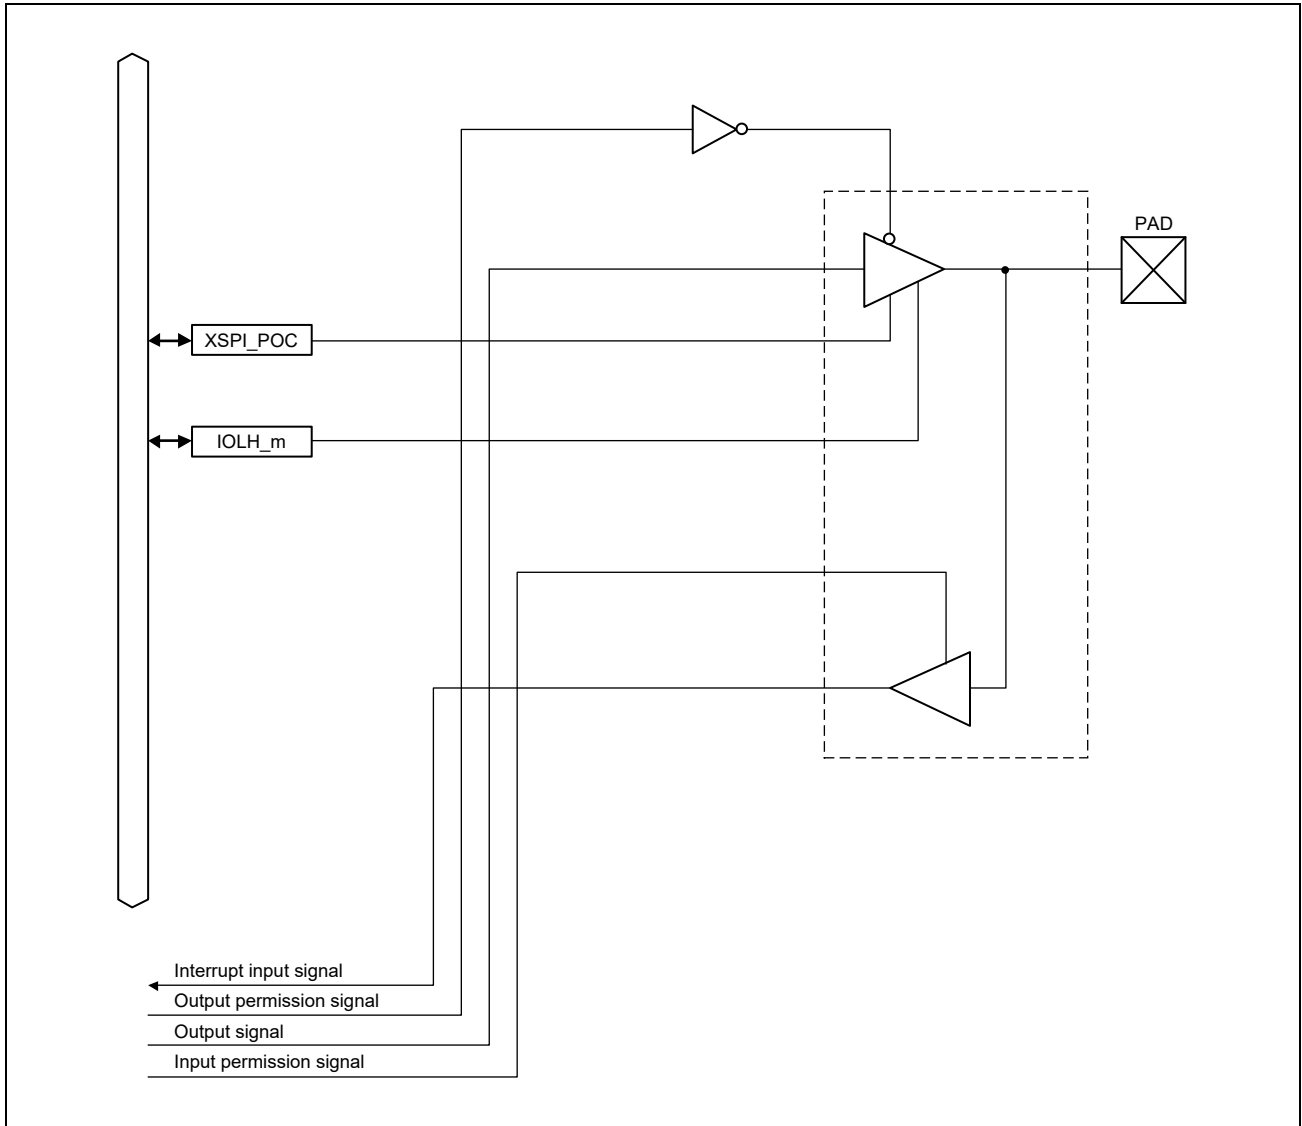 PAD
XSPI_POC
IOLH_m
Interrupt input signal
Output permission signal
Output signal
Input permission signal